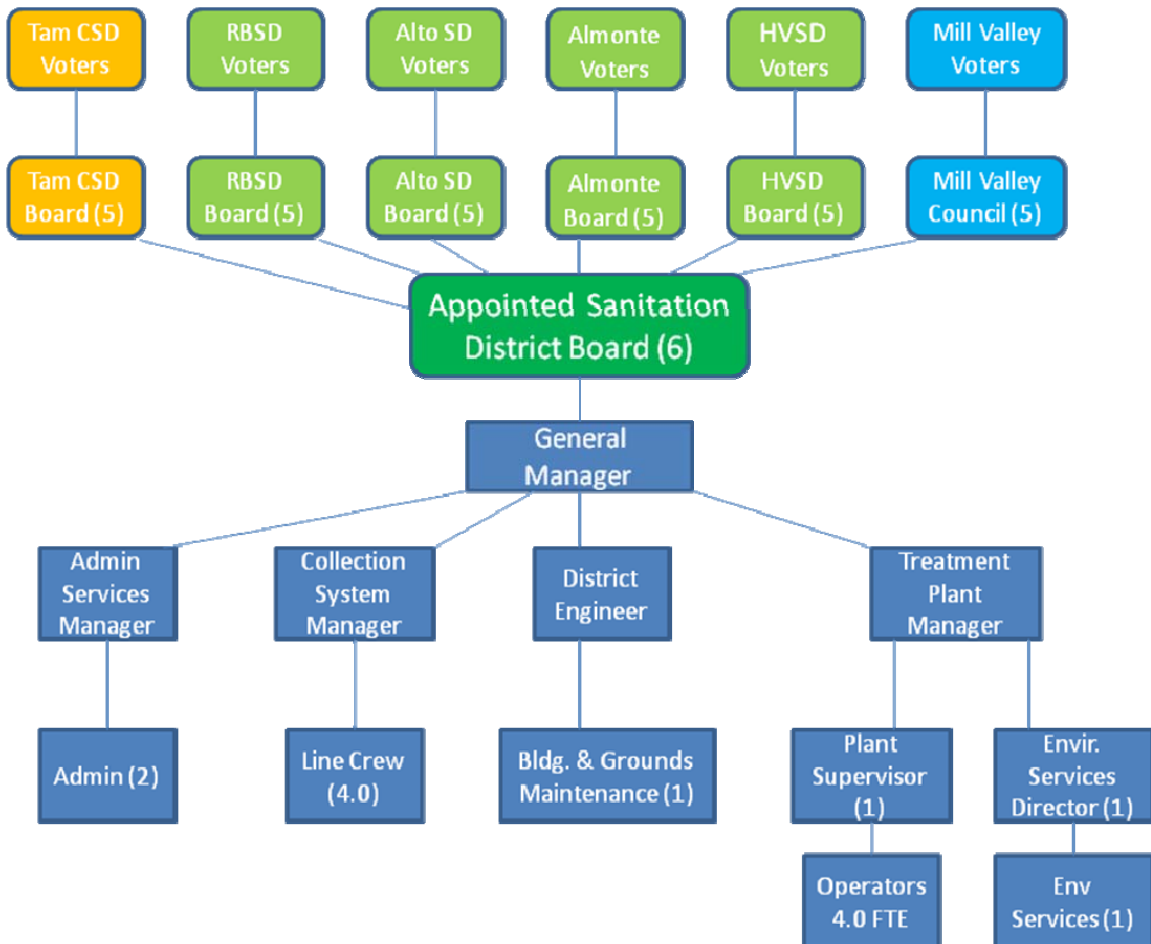 Tam CSD
Voters
RBSD
Voters
Alto SD
Voters
Almonte
Voters
HVSD
Voters
Mill Valley
Voters
Tam CSD
Board (5)
RBSD
Board (5)
Alto SD
Board (5)
Almonte
Board (5)
HVSD
Board (5)
Mill Valley
Council (5)
Appointed Sanitation
District Board (6)
General
Manager
Admin
Services
Manager
Collection
System
Manager
District
Engineer
Treatment
Plant
Manager
Admin (2)
Line Crew
(4.0)
Bldg. & Grounds
Maintenance (1)
Plant
Supervisor
(1)
Envir.
Services
Director (1)
Operators
4.0 FTE
Env
Services (1)